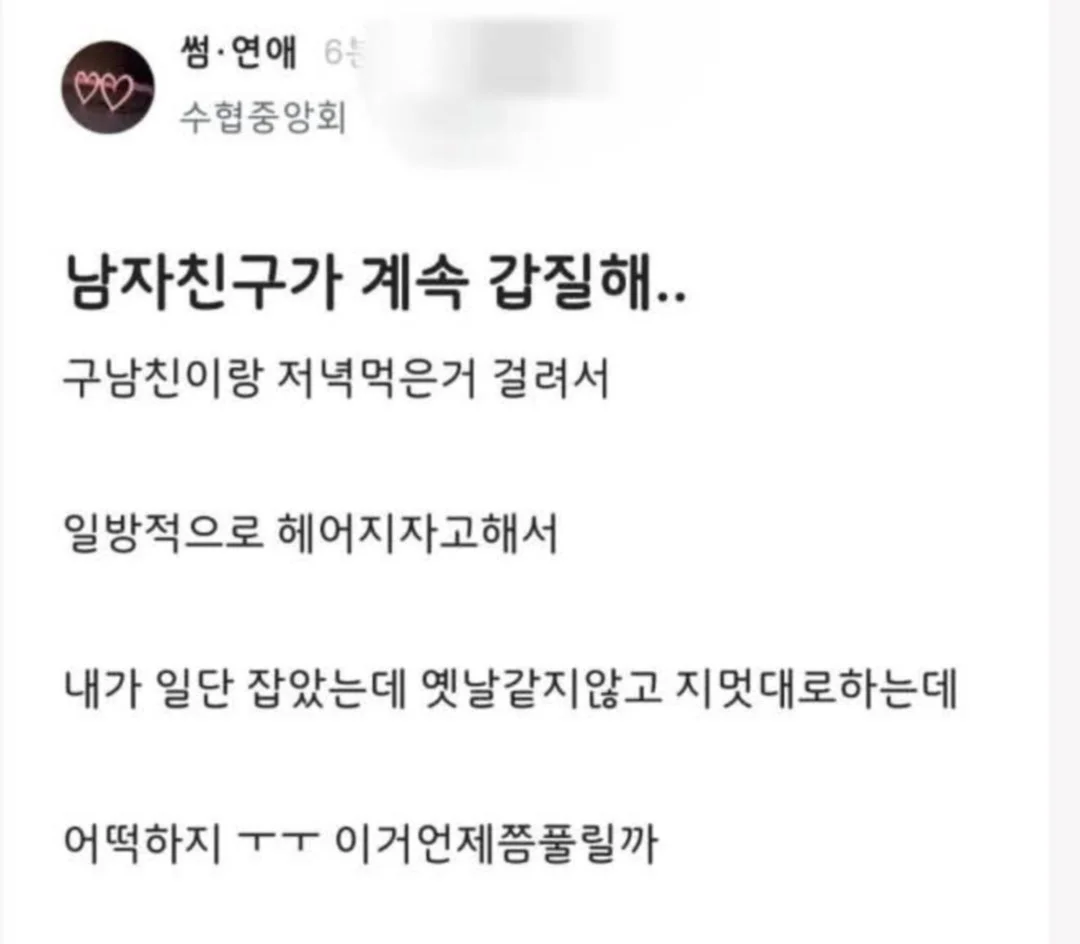 썸·연애
수협중앙회
남자친구가 계속 갑질해..
구남친이랑 저녁먹은거 걸려서
일방적으로 헤어지자고해서
내가 일단 잡았는데 옛날같지않고 지멋대로하는데
어떡하지 ㅜㅜ 이거언제쯤풀릴까